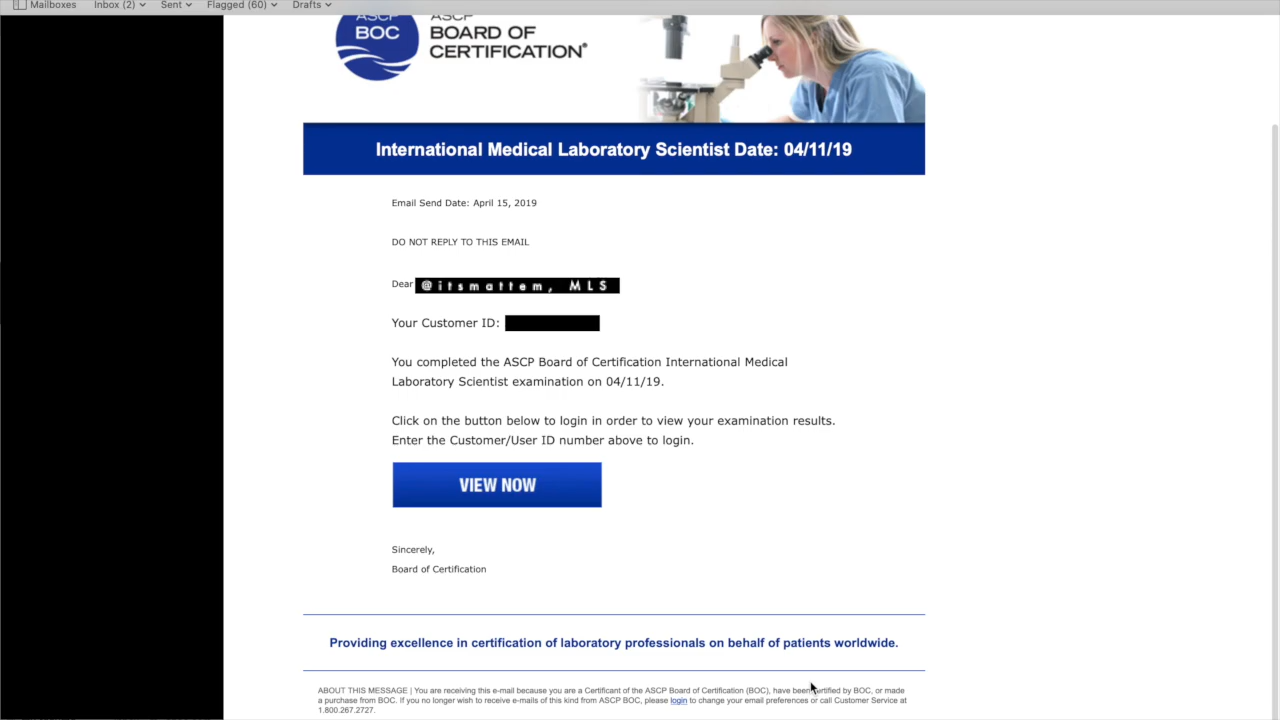 Mailboxes Inbox (2) Sent Flagged (60) Drafts
ASCP
BOC
ASCP
BOARD OF
CERTIFICATION®
International Medical Laboratory Scientist Date: 04/11/19
Email Send Date: April 15, 2019
DO NOT REPLY TO THIS EMAIL
Dear @itsmattem, MLS
Your Customer ID:
You completed the ASCP Board of Certification International Medical
Laboratory Scientist examination on 04/11/19.
Click on the button below to login in order to view your examination results.
Enter the Customer/User ID number above to login.
VIEW NOW
Sincerely,
Board of Certification
Providing excellence in certification of laboratory professionals on behalf of patients worldwide.
ABOUT THIS MESSAGE | You are receiving this e-mail because you are a Certificant of the ASCP Board of Certification (BOC), have been certified by BOC, or made
a purchase from BOC. If you no longer wish to receive e-mails of this kind from ASCP BOC, please login to change your email preferences or call Customer Service at
1.800.267.2727.